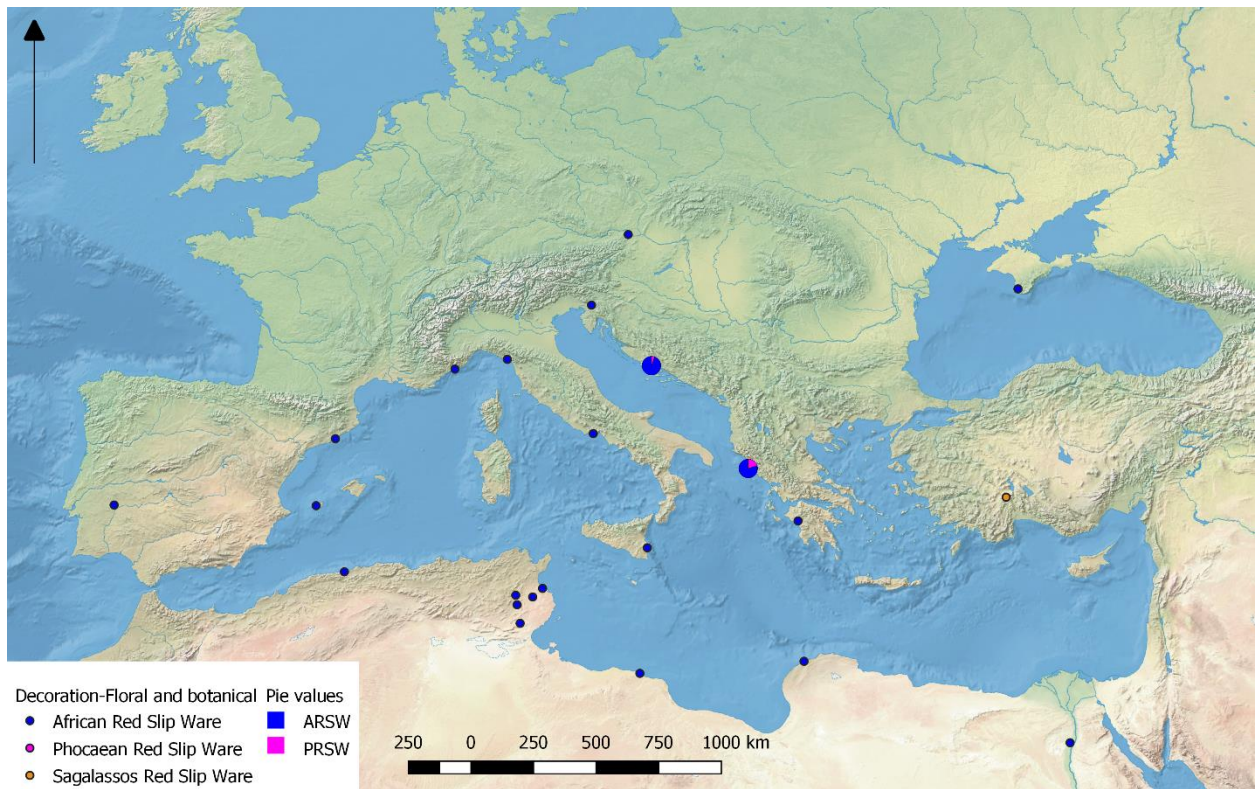 Decoration-Floral and botanical Pie values
African Red Slip Ware ARSW
Phocaean Red Slip Ware PRSW
Sagalassos Red Slip Ware
250 0 250 500 750 1000 km